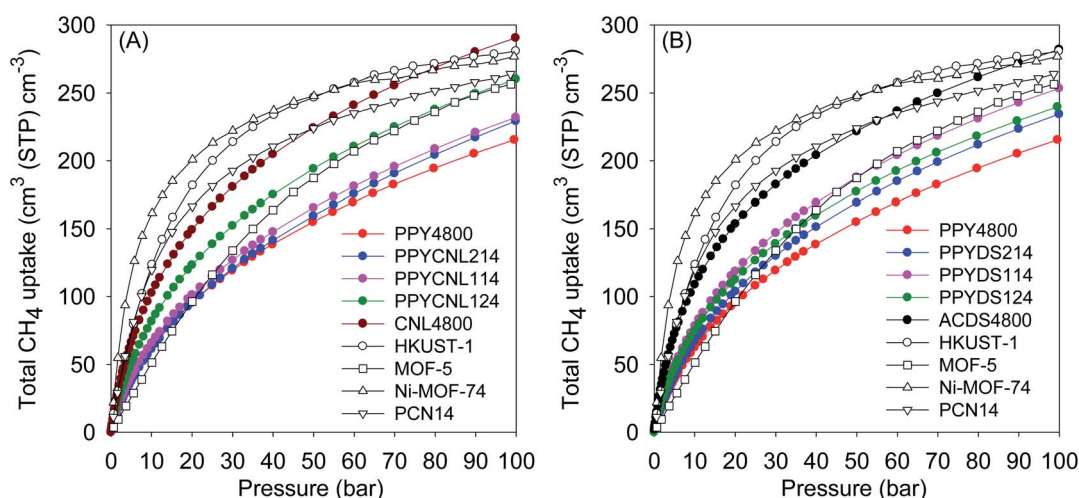 (A)
Total CH₄ uptake (cm³ (STP) cm⁻³)
300
250
200
150
100
50
0
PPY4800
PPYCNL214
PPYCNL114
PPYCNL124
CNL4800
HKUST-1
MOF-5
Ni-MOF-74
PCN14
0 10 20 30 40 50 60 70 80 90 100
Pressure (bar)
(B)
Total CH₄ uptake (cm³ (STP) cm⁻³)
300
250
200
150
100
50
0
PPY4800
PPYDS214
PPYDS114
PPYDS124
ACDS4800
HKUST-1
MOF-5
Ni-MOF-74
PCN14
0 10 20 30 40 50 60 70 80 90 100
Pressure (bar)